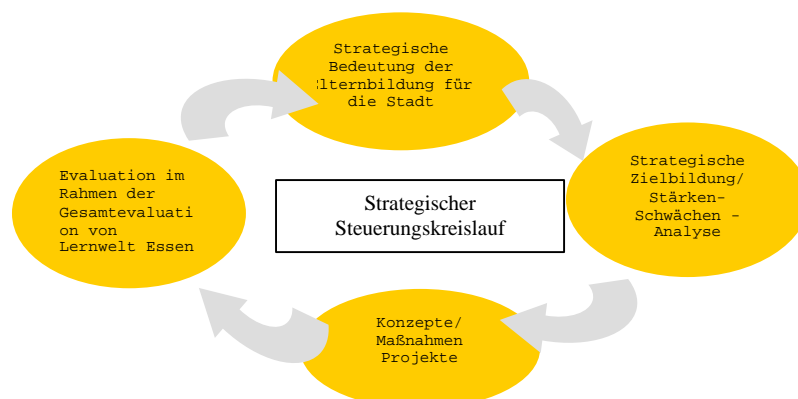 Strategische
Bedeutung der
Elternbildung für
die Stadt
Strategische
Zielbildung/
Stärken-
Schwächen -
Analyse
Evaluation im
Rahmen der
Gesamtevaluati
on von
Lernwelt Essen
Strategischer
Steuerungskreislauf
Konzepte/
Maßnahmen
Projekte